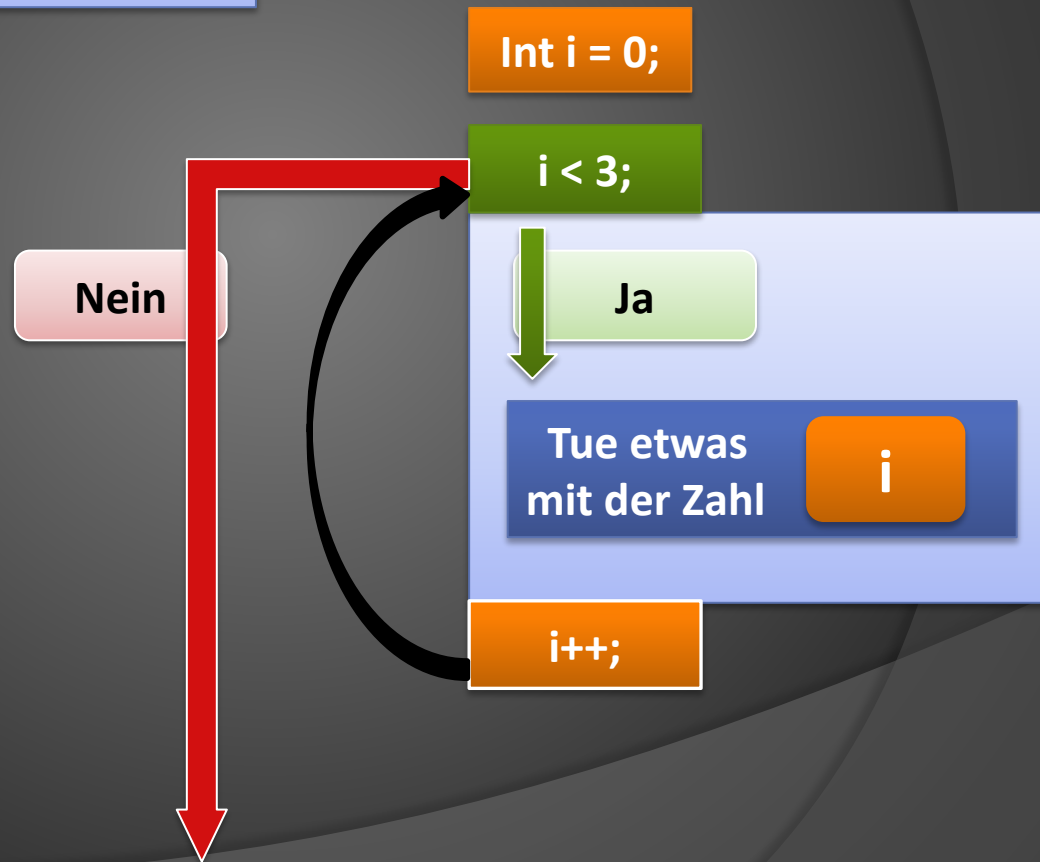 Int i = 0;
i < 3;
Nein
Ja
Tue etwas
mit der Zahl
i
i++;